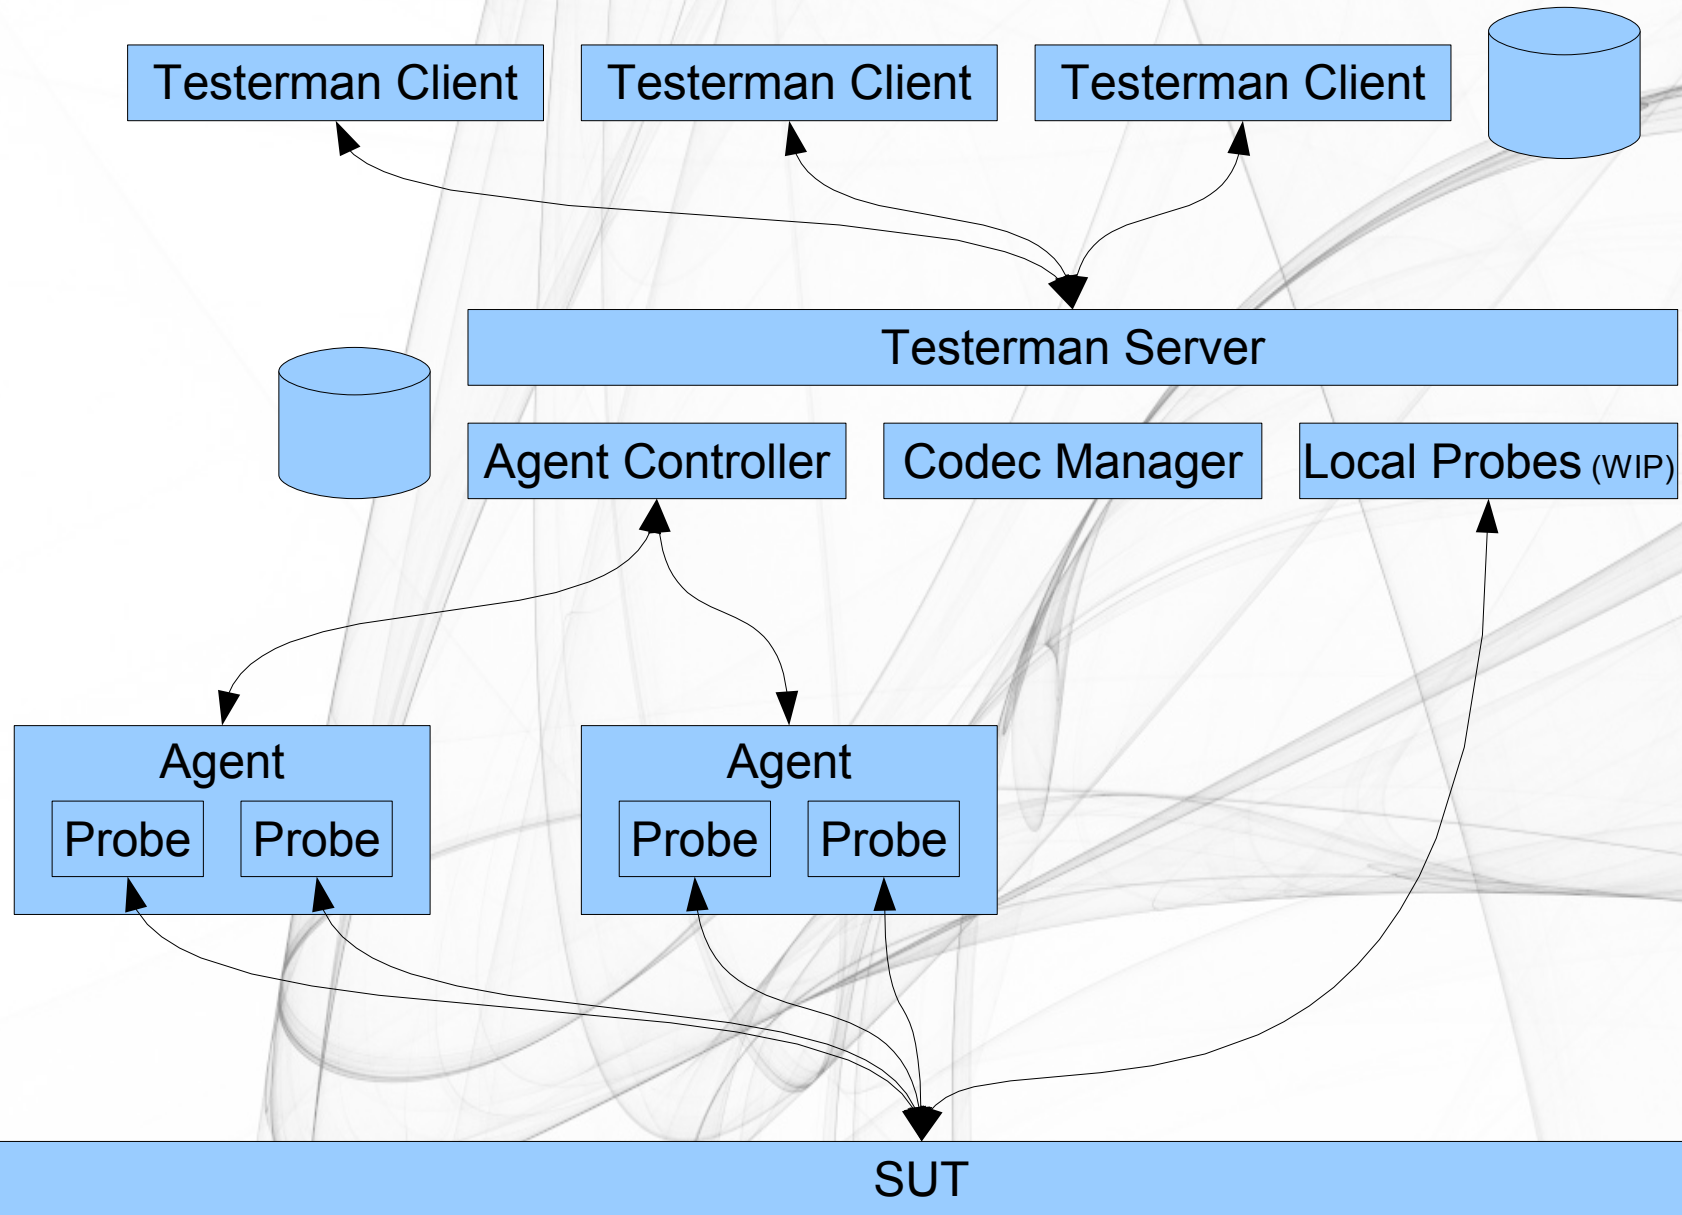 Testerman Client
Testerman Client
Testerman Client
Testerman Server
Agent Controller
Codec Manager
Local Probes (WIP)
Agent
Agent
Probe
Probe
Probe
Probe
SUT